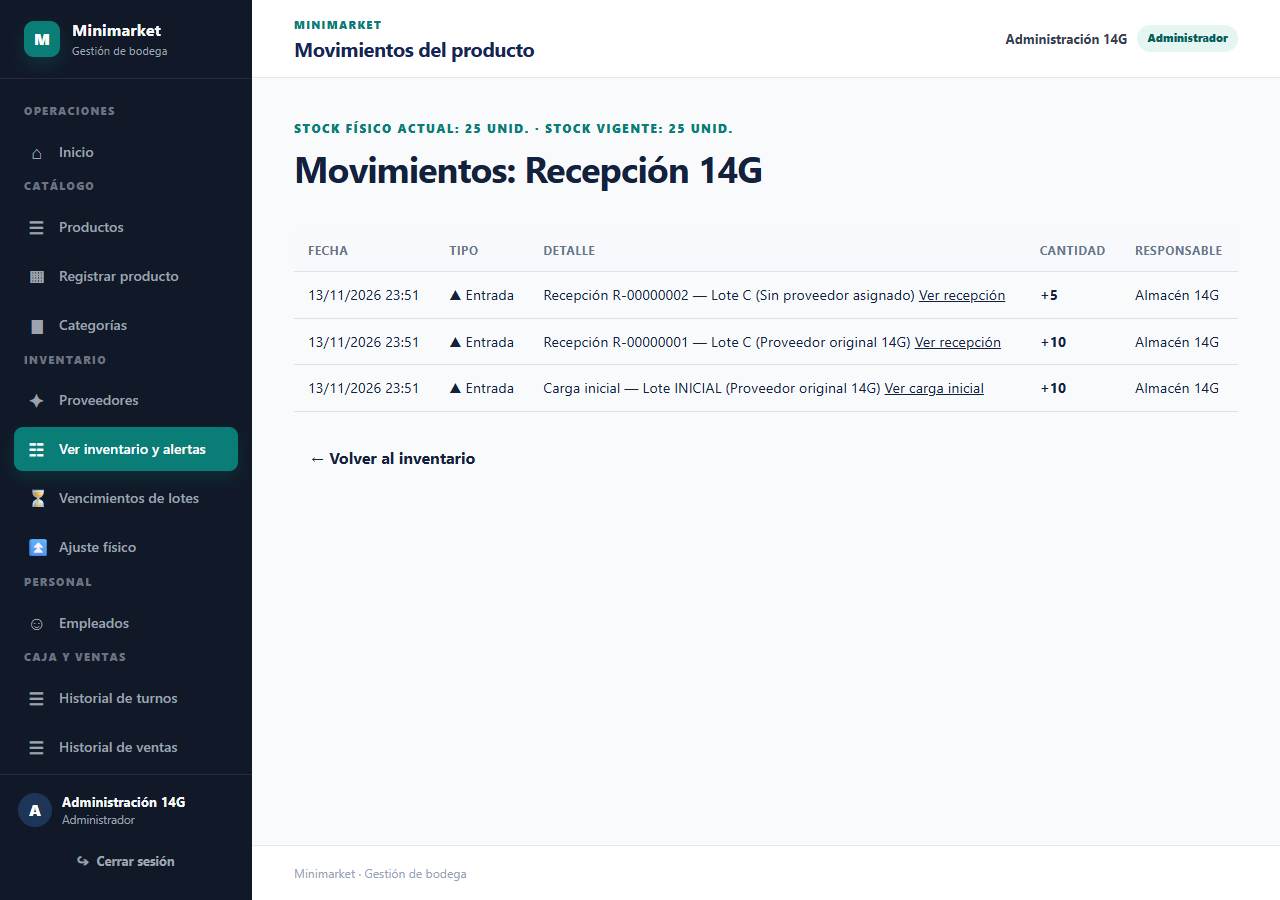 M
Minimarket
Gestión de bodega
OPERACIONES
⌂ Inicio
CATÁLOGO
☰ Productos
▦ Registrar producto
▆ Categorías
INVENTARIO
✦ Proveedores
☷ Ver inventario y alertas
⏳ Vencimientos de lotes
⏫ Ajuste físico
PERSONAL
☺ Empleados
CAJA Y VENTAS
☰ Historial de turnos
☰ Historial de ventas
A
Administración 14G
Administrador
↪ Cerrar sesión
MINIMARKET
Movimientos del producto
Administración 14G Administrador
STOCK FÍSICO ACTUAL: 25 UNID. · STOCK VIGENTE: 25 UNID.
Movimientos: Recepción 14G
FECHA TIPO DETALLE CANTIDAD RESPONSABLE
13/11/2026 23:51 ▲ Entrada Recepción R-00000002 — Lote C (Sin proveedor asignado) Ver recepción +5 Almacén 14G
13/11/2026 23:51 ▲ Entrada Recepción R-00000001 — Lote C (Proveedor original 14G) Ver recepción +10 Almacén 14G
13/11/2026 23:51 ▲ Entrada Carga inicial — Lote INICIAL (Proveedor original 14G) Ver carga inicial +10 Almacén 14G
← Volver al inventario
Minimarket · Gestión de bodega